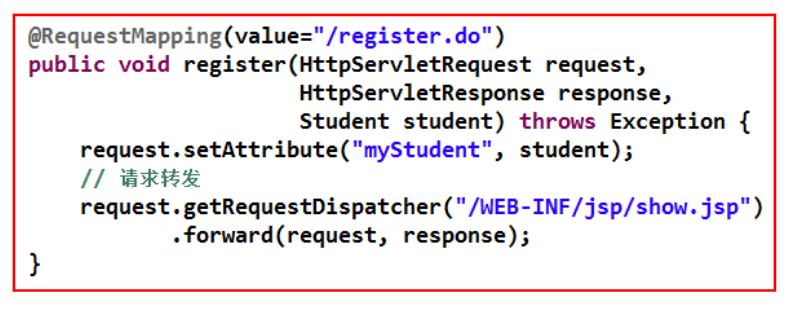 @RequestMapping(value="/register.do")
public void register(HttpServletRequest request,
                     HttpServletResponse response,
                     Student student) throws Exception {
    request.setAttribute("myStudent", student);
    // 请求转发
    request.getRequestDispatcher("/WEB-INF/jsp/show.jsp")
           .forward(request, response);
}